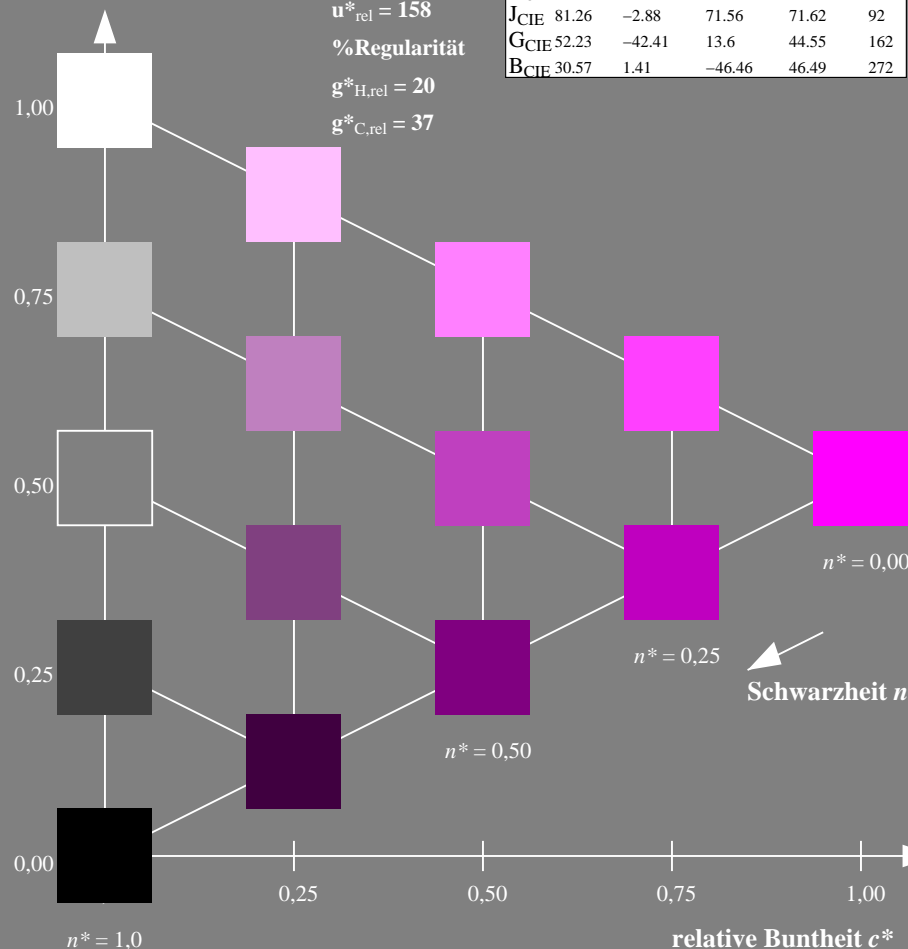 u*rel = 158
%Regularität
g*H,rel = 20
g*C,rel = 37
JCIE 81.26 −2.88 71.56 71.62 92
GCIE 52.23 −42.41 13.6 44.55 162
BCIE 30.57 1.41 −46.46 46.49 272
1,00
0,75
0,50
n* = 0,00
0,25
n* = 0,25
Schwarzheit n
n* = 0,50
0,00
0,25 0,50 0,75 1,00
n* = 1,0
relative Buntheit c*